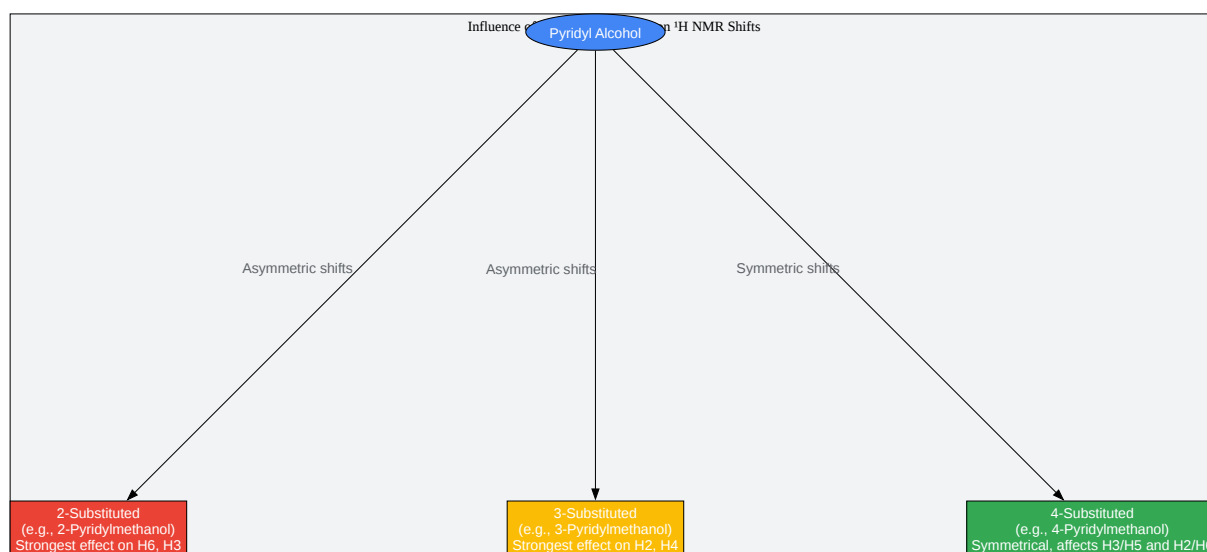 Influence of n ¹H NMR Shifts
Pyridyl Alcohol
Asymmetric shifts
Asymmetric shifts
Symmetric shifts
2-Substituted
(e.g., 2-Pyridylmethanol)
Strongest effect on H6, H3
3-Substituted
(e.g., 3-Pyridylmethanol)
Strongest effect on H2, H4
4-Substituted
(e.g., 4-Pyridylmethanol)
Symmetrical, affects H3/H5 and H2/H6